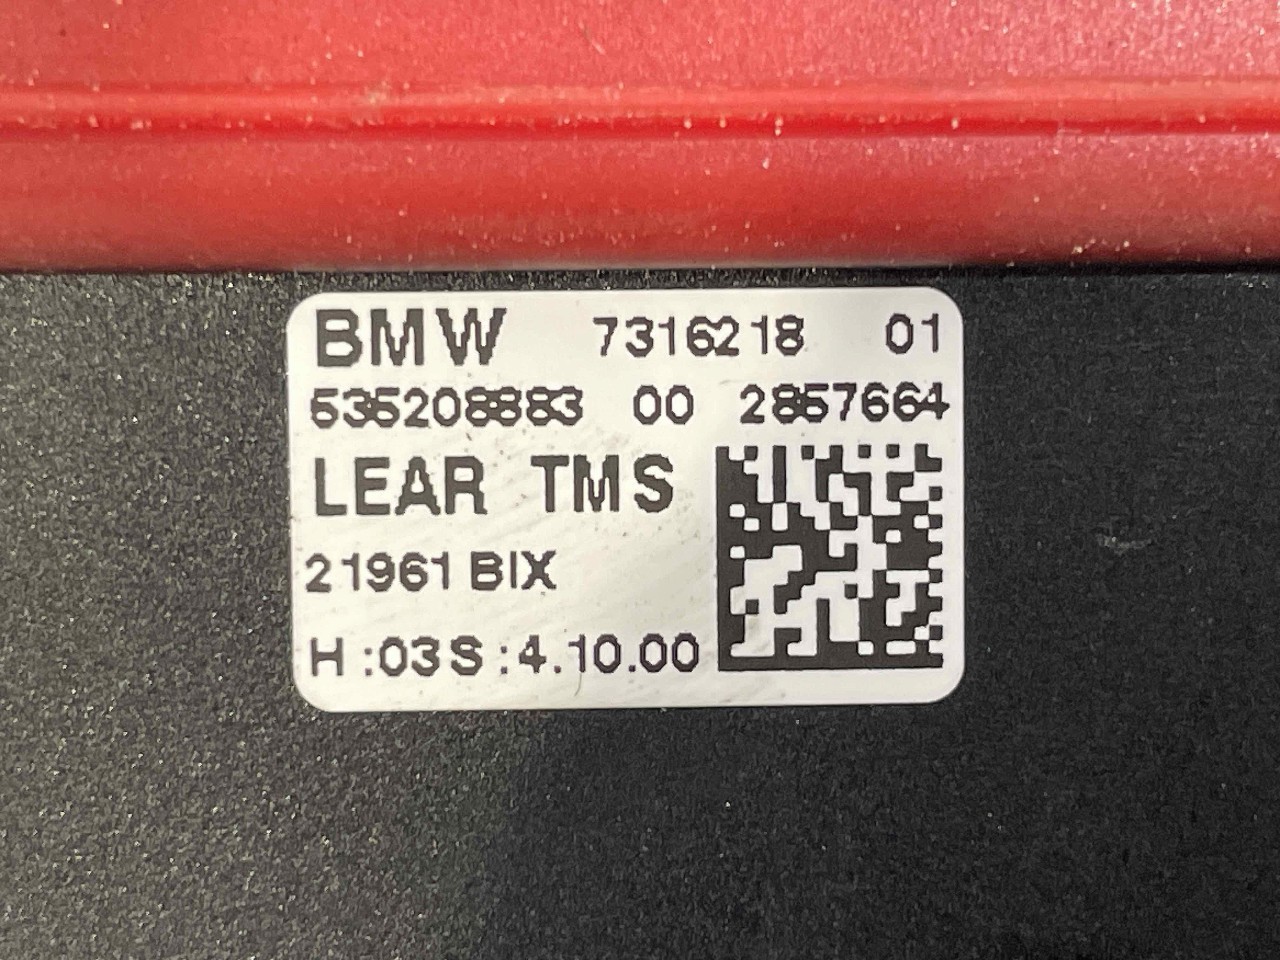 BMW 7316218 01
535208883 00 2857664
LEAR TMS
21961 BIX
H :03 S :4.10.00